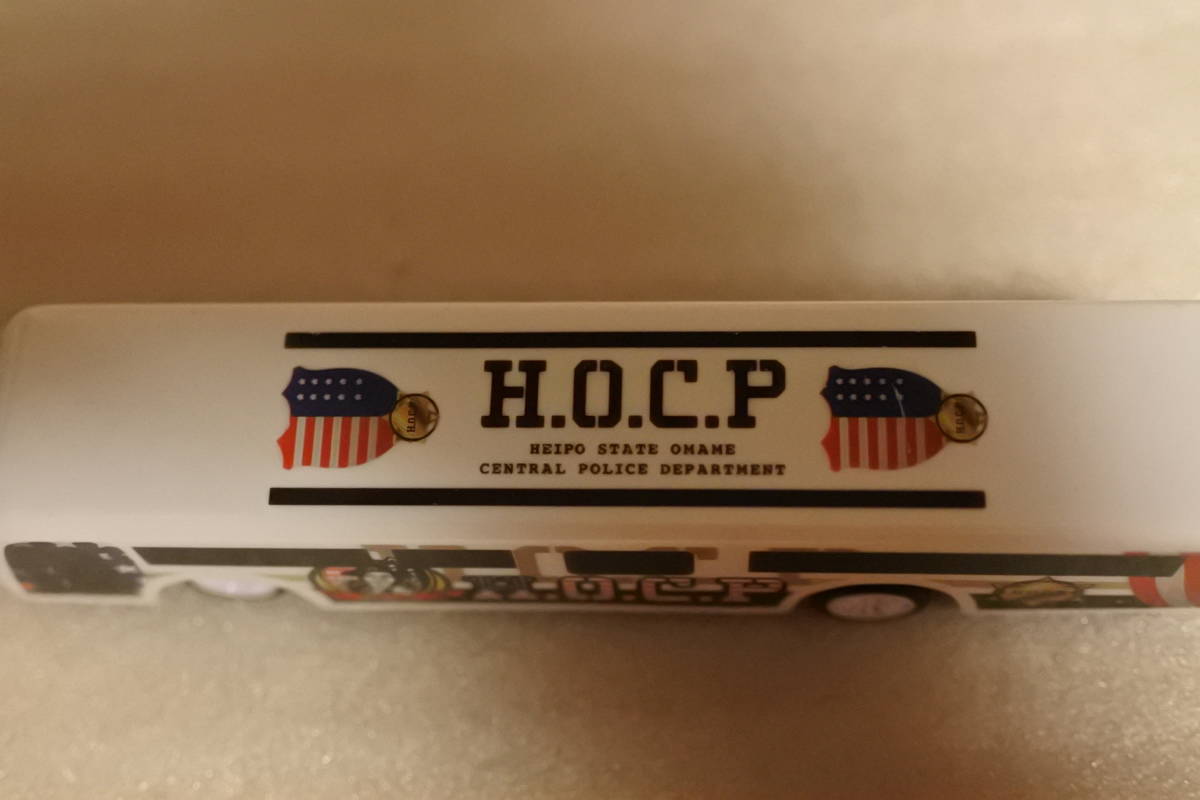 H.O.C.P
HEIPO STATE OMAME
CENTRAL POLICE DEPARTMENT
H.O.C.P
H.O.C.P
H.O.C.P